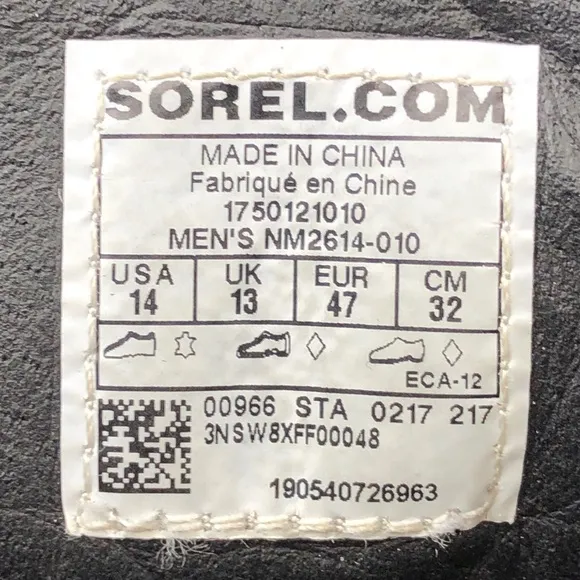 SOREL.COM
MADE IN CHINA
Fabriqué en Chine
1750121010
MEN'S NM2614-010
USA UK EUR CM
14 13 47 32
ECA-12
00966 STA 0217 217
3NSW8XFF00048
190540726963